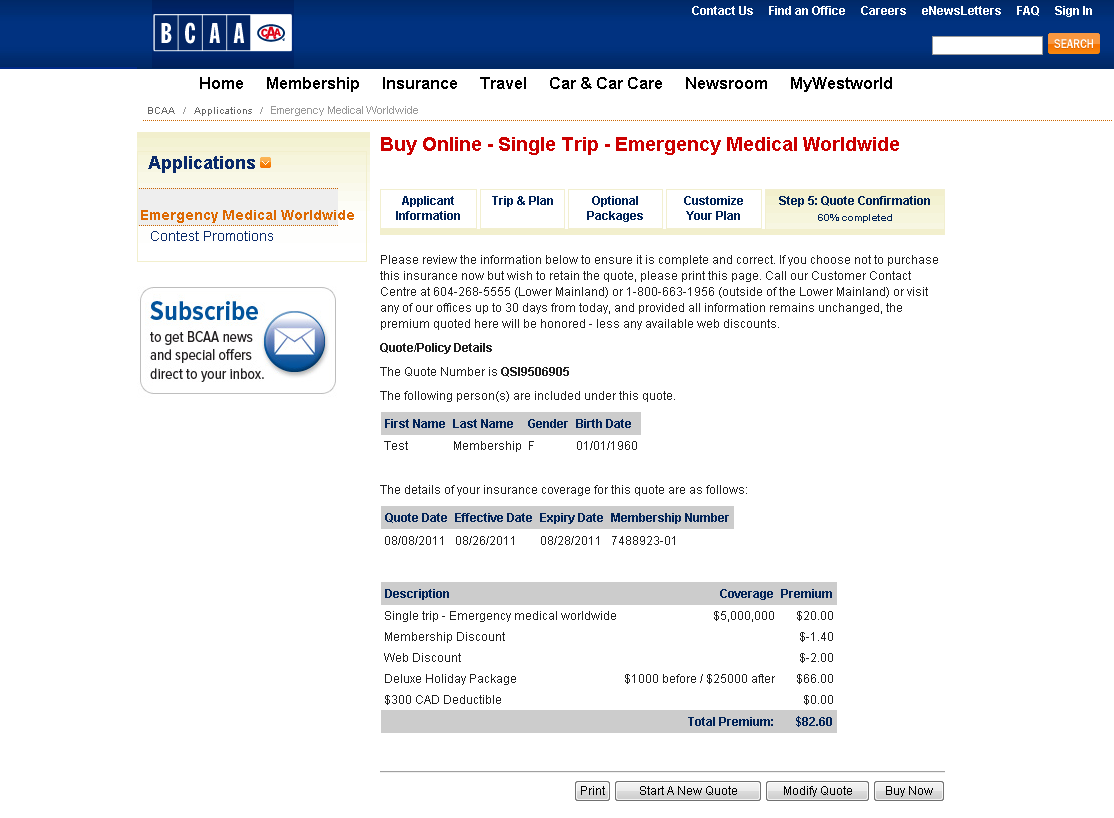 Contact Us Find an Office Careers eNewsLetters FAQ Sign In
BCAA CAA
SEARCH
Home Membership Insurance Travel Car & Car Care Newsroom MyWestworld
BCAA / Applications / Emergency Medical Worldwide
Applications
Emergency Medical Worldwide
Contest Promotions
Subscribe
to get BCAA news
and special offers
direct to your inbox.
Buy Online - Single Trip - Emergency Medical Worldwide
Applicant Information
Trip & Plan
Optional Packages
Customize Your Plan
Step 5: Quote Confirmation
60% completed
Please review the information below to ensure it is complete and correct. If you choose not to purchase
this insurance now but wish to retain the quote, please print this page. Call our Customer Contact
Centre at 604-268-5555 (Lower Mainland) or 1-800-663-1956 (outside of the Lower Mainland) or visit
any of our offices up to 30 days from today, and provided all information remains unchanged, the
premium quoted here will be honored - less any available web discounts.
Quote/Policy Details
The Quote Number is QSI9506905
The following person(s) are included under this quote.
First Name Last Name Gender Birth Date
Test Membership F 01/01/1960
The details of your insurance coverage for this quote are as follows:
Quote Date Effective Date Expiry Date Membership Number
08/08/2011 08/26/2011 08/28/2011 7488923-01
Description Coverage Premium
Single trip - Emergency medical worldwide $5,000,000 $20.00
Membership Discount $-1.40
Web Discount $-2.00
Deluxe Holiday Package $1000 before / $25000 after $66.00
$300 CAD Deductible $0.00
Total Premium: $82.60
Print Start A New Quote Modify Quote Buy Now